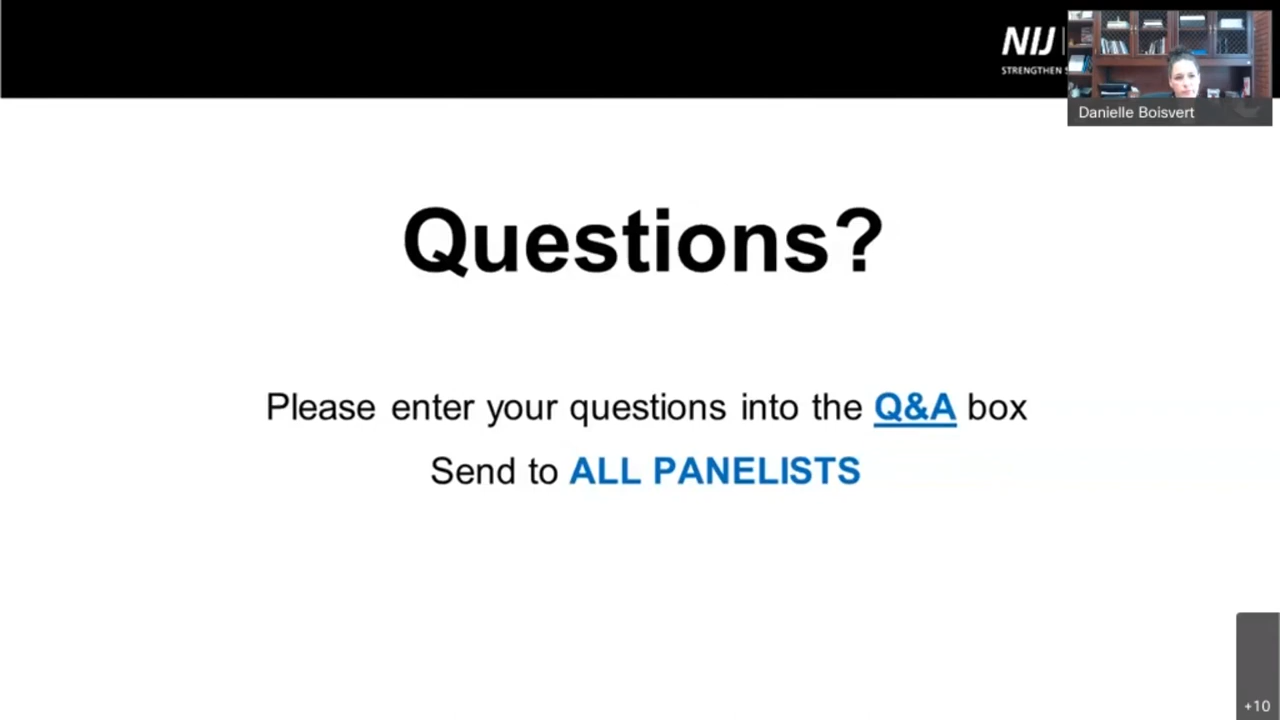 NIJ
STRENGTHEN
Danielle Boisvert
Questions?
Please enter your questions into the Q&A box
Send to ALL PANELISTS
+10